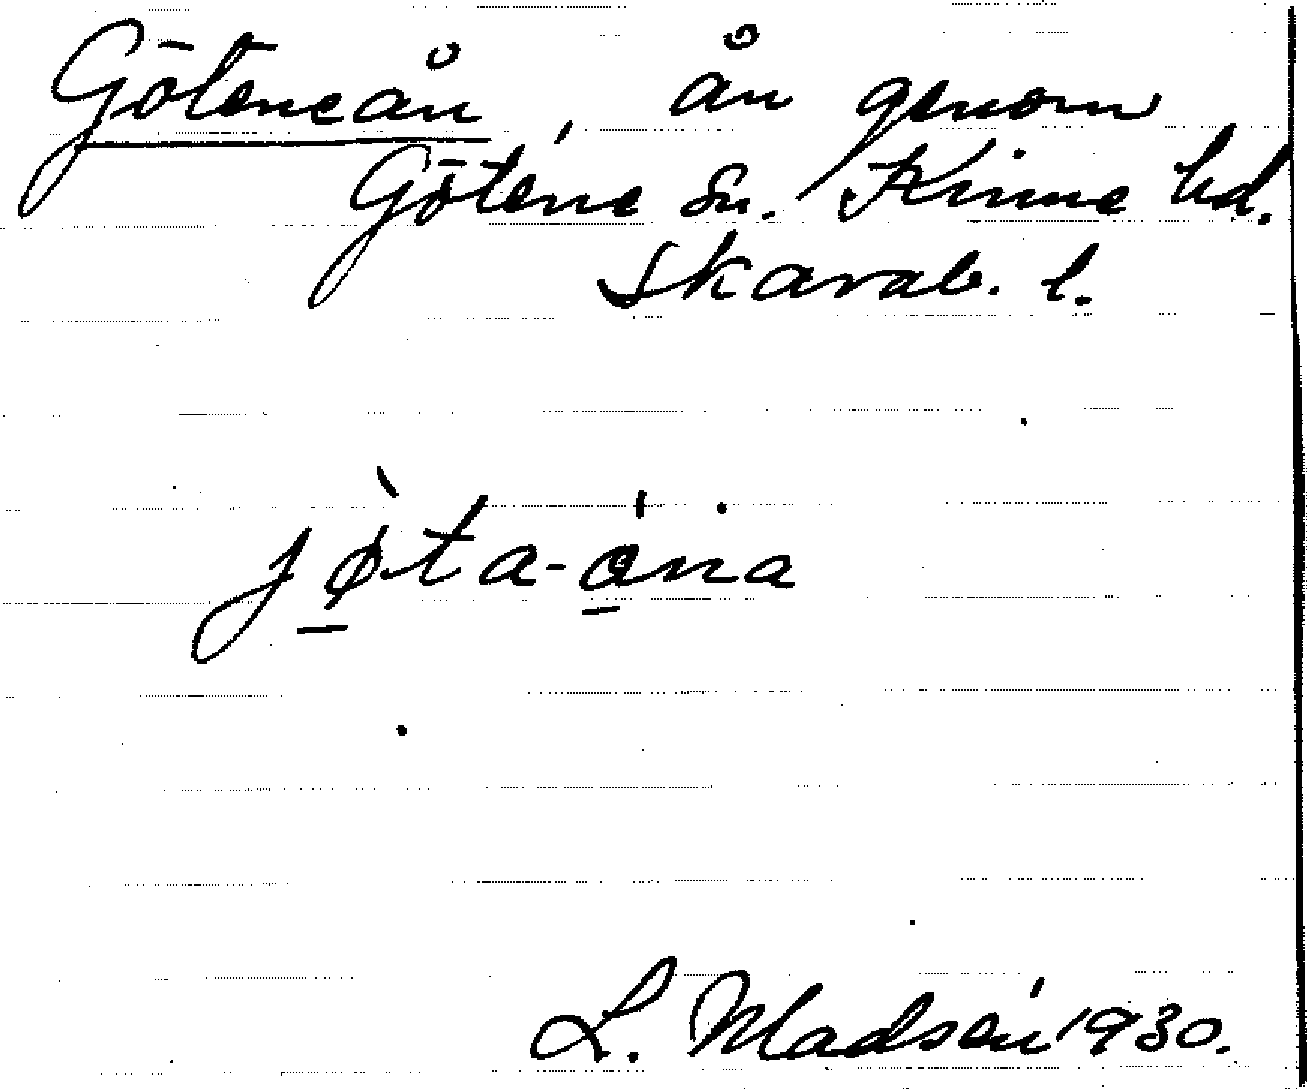 Göteneån, ån genom
Götene sn. Kinne hd.
Skarab. l.
jø̀ta-åna
L. Madsén 1930.